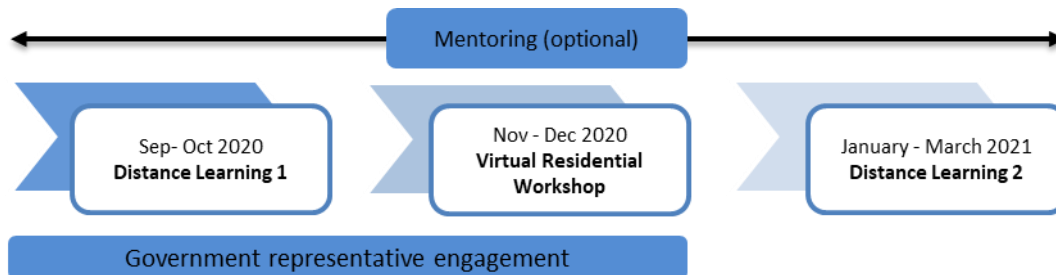 Mentoring (optional)
Sep- Oct 2020
Distance Learning 1
Nov - Dec 2020
Virtual Residential
Workshop
January - March 2021
Distance Learning 2
Government representative engagement